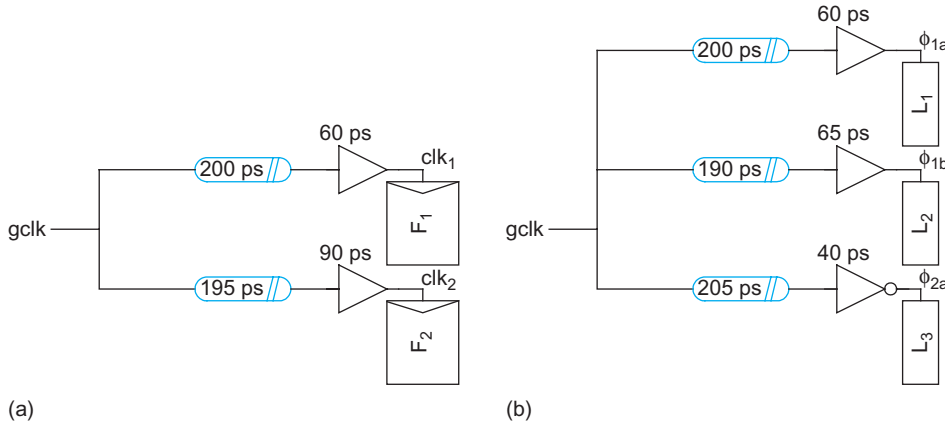 60 ps
200 ps
clk1
F1
gclk
90 ps
195 ps
clk2
F2
(a)
60 ps
200 ps
ϕ1a
L1
65 ps
190 ps
ϕ1b
L2
gclk
40 ps
205 ps
ϕ2a
L3
(b)